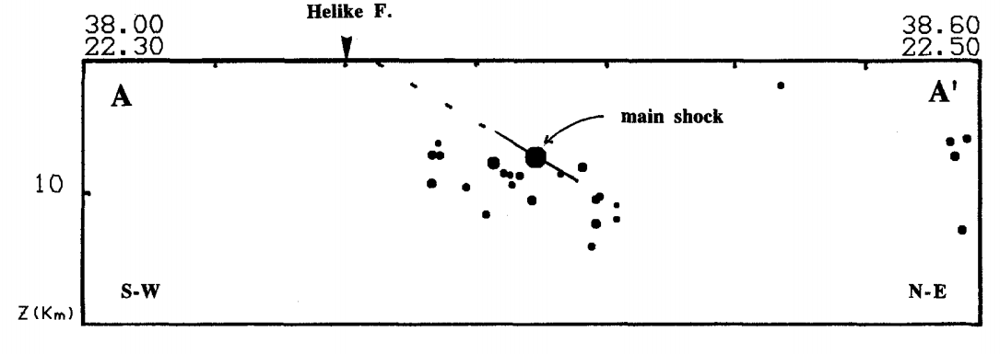 Helike F.
38.00
22.30
38.60
22.50
A
A'
main shock
10
S-W
N-E
Z(Km)